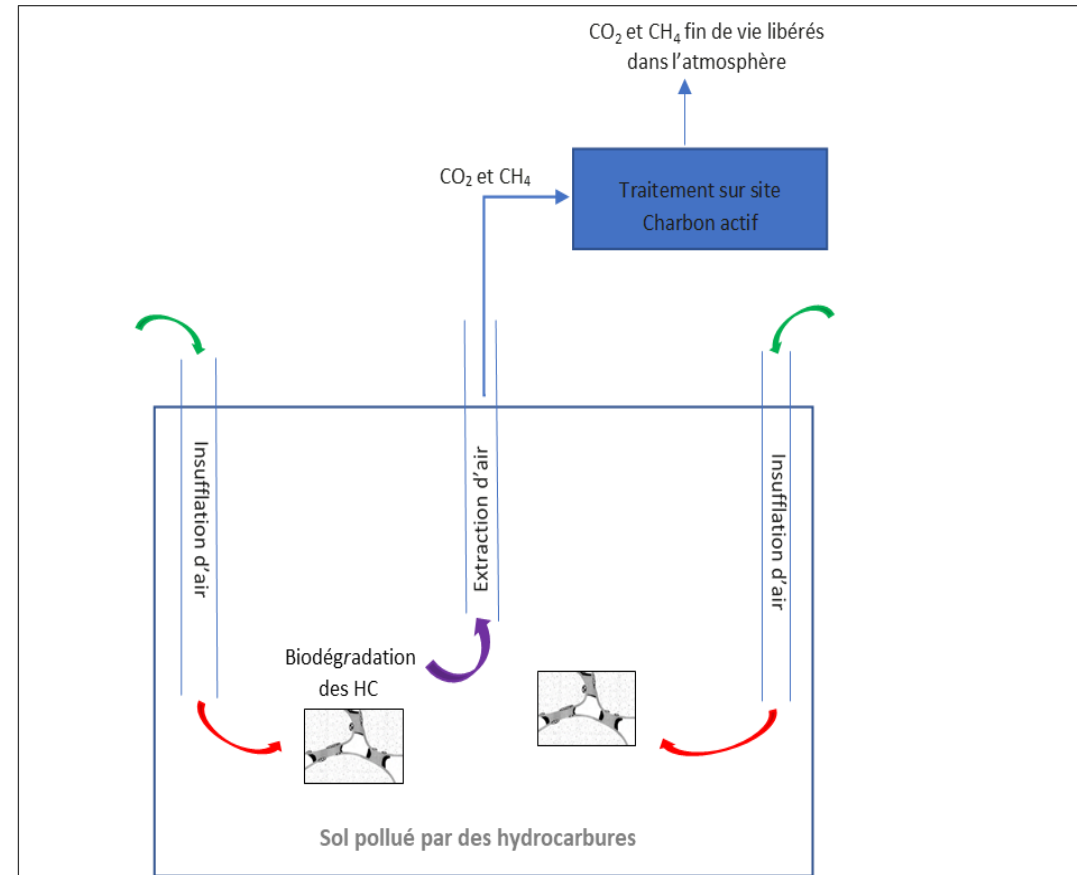 CO₂ et CH₄ fin de vie libérés
dans l’atmosphère
CO₂ et CH₄
Traitement sur site
Charbon actif
Insufflation d’air
Extraction d’air
Insufflation d’air
Biodégradation
des HC
Sol pollué par des hydrocarbures